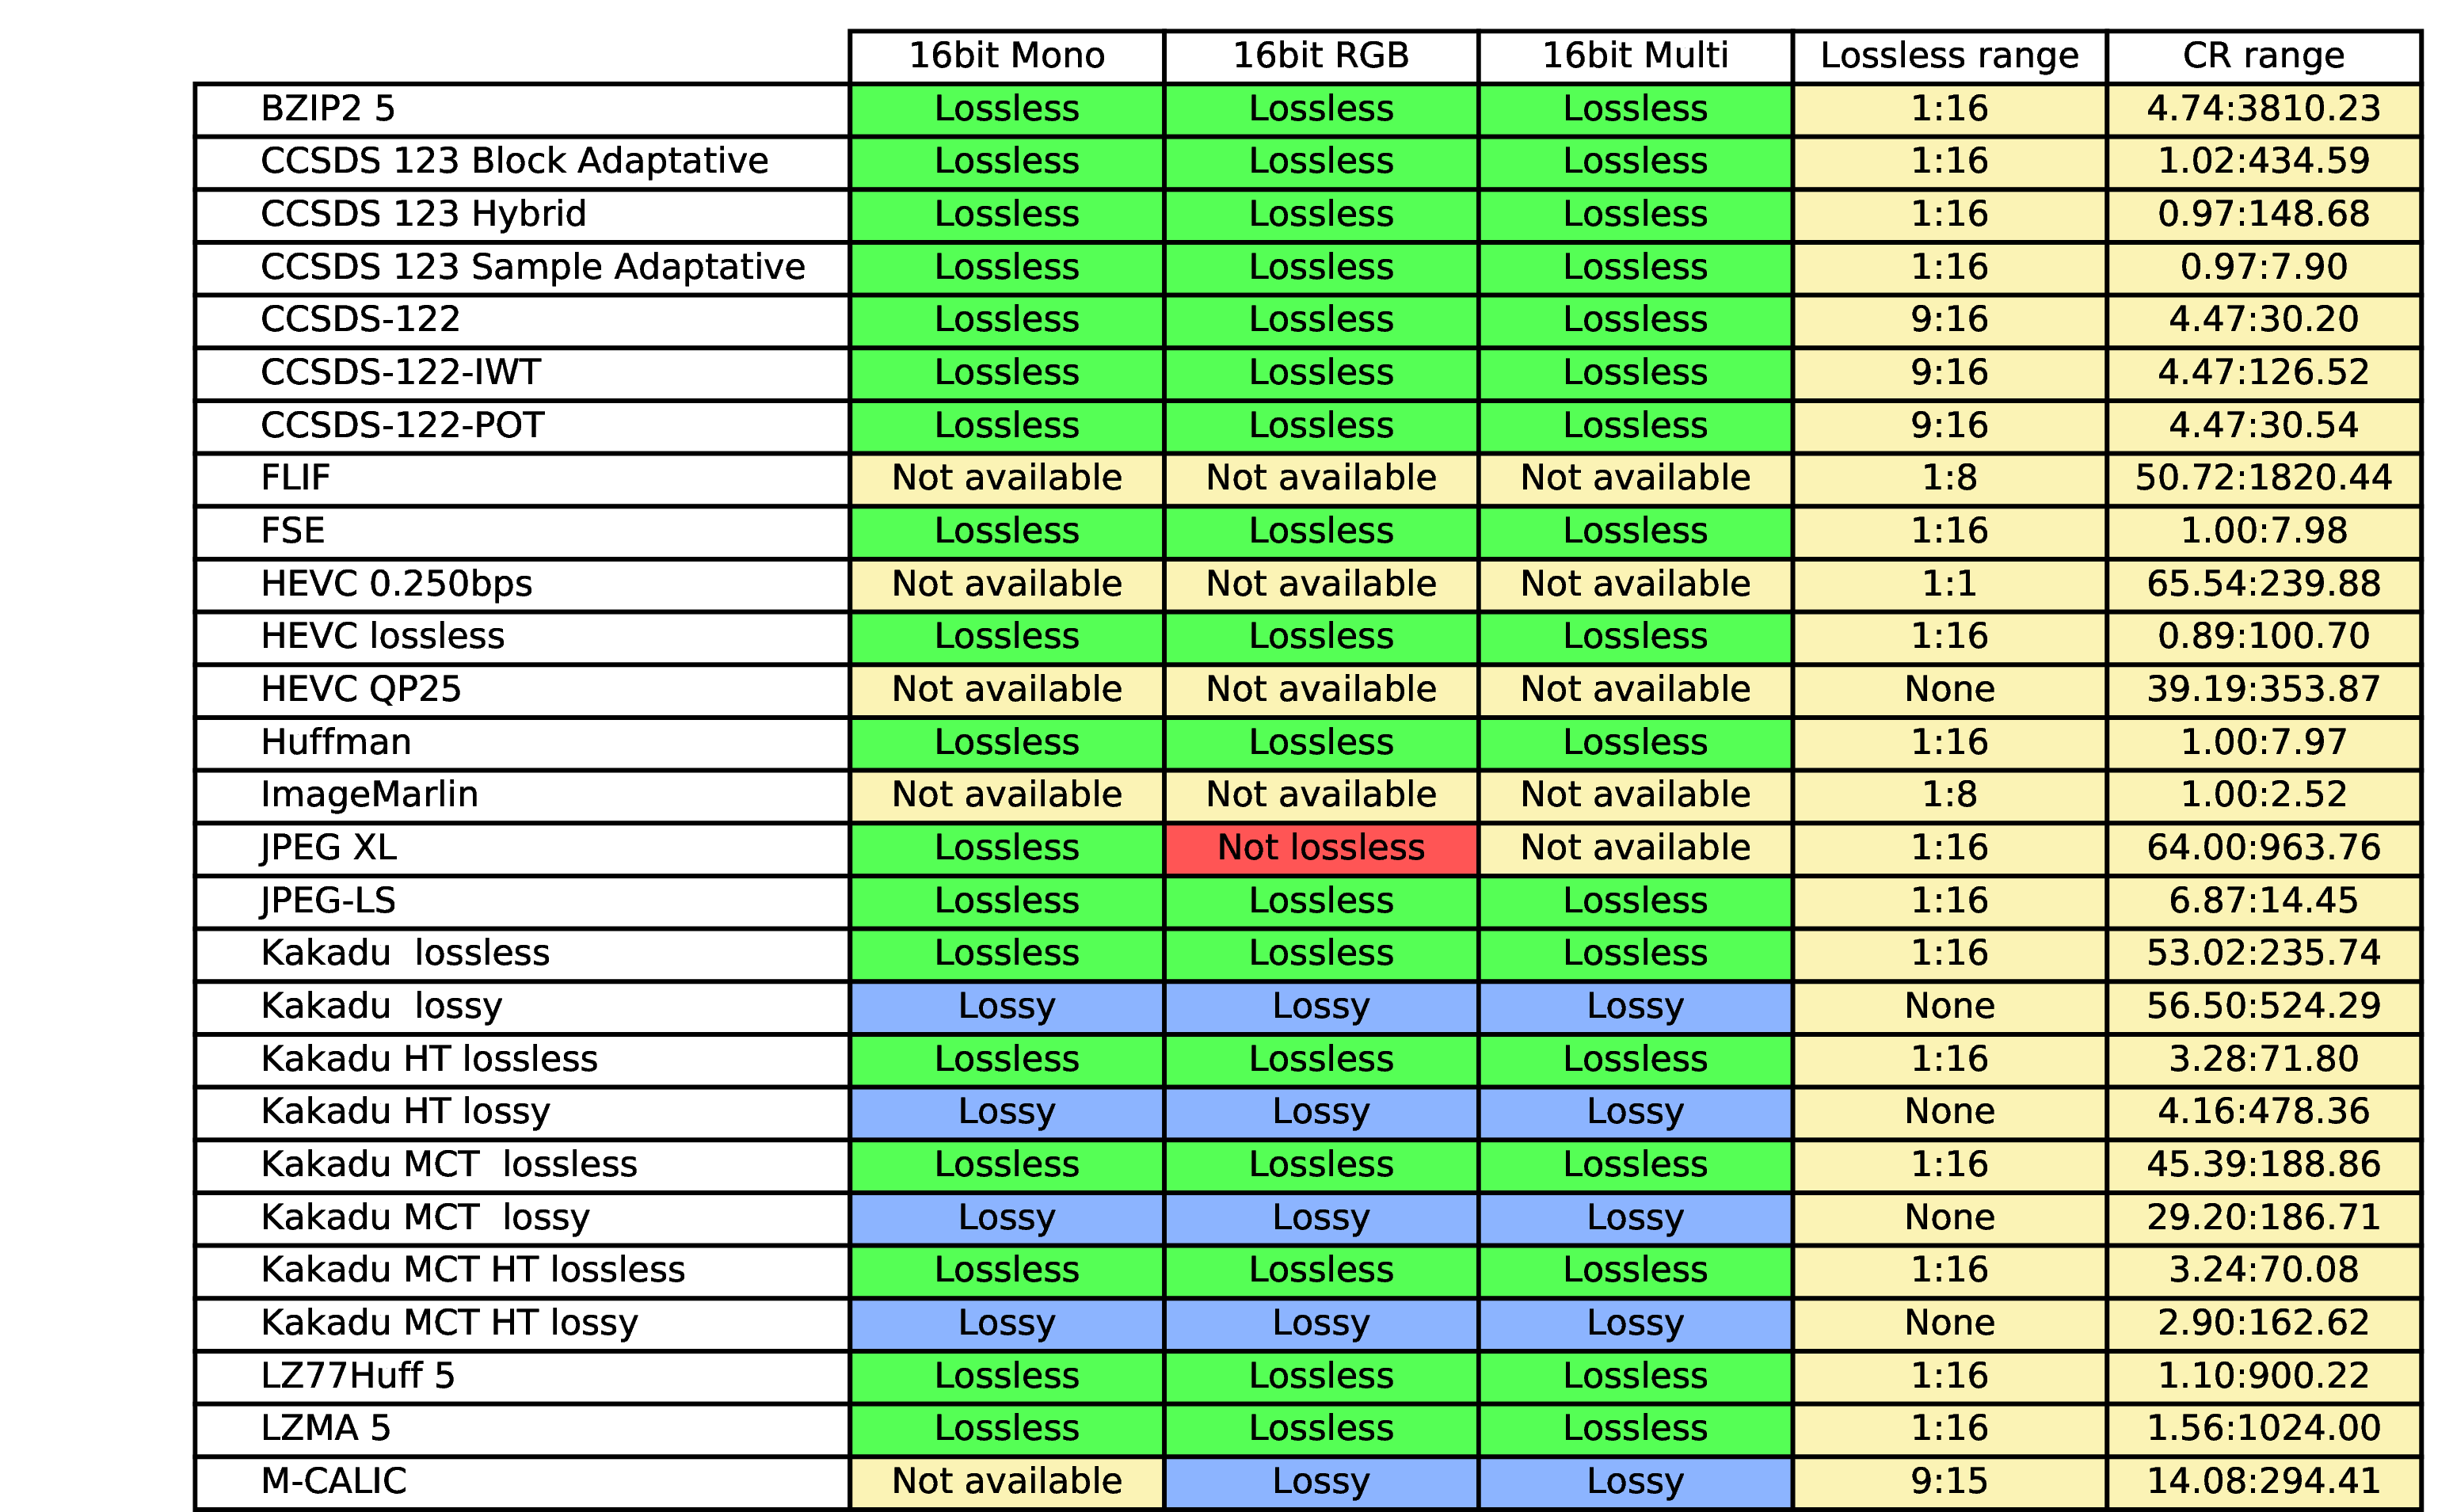 16bit Mono 16bit RGB 16bit Multi Lossless range CR range
BZIP2 5 Lossless Lossless Lossless 1:16 4.74:3810.23
CCSDS 123 Block Adaptative Lossless Lossless Lossless 1:16 1.02:434.59
CCSDS 123 Hybrid Lossless Lossless Lossless 1:16 0.97:148.68
CCSDS 123 Sample Adaptative Lossless Lossless Lossless 1:16 0.97:7.90
CCSDS-122 Lossless Lossless Lossless 9:16 4.47:30.20
CCSDS-122-IWT Lossless Lossless Lossless 9:16 4.47:126.52
CCSDS-122-POT Lossless Lossless Lossless 9:16 4.47:30.54
FLIF Not available Not available Not available 1:8 50.72:1820.44
FSE Lossless Lossless Lossless 1:16 1.00:7.98
HEVC 0.250bps Not available Not available Not available 1:1 65.54:239.88
HEVC lossless Lossless Lossless Lossless 1:16 0.89:100.70
HEVC QP25 Not available Not available Not available None 39.19:353.87
Huffman Lossless Lossless Lossless 1:16 1.00:7.97
ImageMarlin Not available Not available Not available 1:8 1.00:2.52
JPEG XL Lossless Not lossless Not available 1:16 64.00:963.76
JPEG-LS Lossless Lossless Lossless 1:16 6.87:14.45
Kakadu lossless Lossless Lossless Lossless 1:16 53.02:235.74
Kakadu lossy Lossy Lossy Lossy None 56.50:524.29
Kakadu HT lossless Lossless Lossless Lossless 1:16 3.28:71.80
Kakadu HT lossy Lossy Lossy Lossy None 4.16:478.36
Kakadu MCT lossless Lossless Lossless Lossless 1:16 45.39:188.86
Kakadu MCT lossy Lossy Lossy Lossy None 29.20:186.71
Kakadu MCT HT lossless Lossless Lossless Lossless 1:16 3.24:70.08
Kakadu MCT HT lossy Lossy Lossy Lossy None 2.90:162.62
LZ77Huff 5 Lossless Lossless Lossless 1:16 1.10:900.22
LZMA 5 Lossless Lossless Lossless 1:16 1.56:1024.00
M-CALIC Not available Lossy Lossy 9:15 14.08:294.41